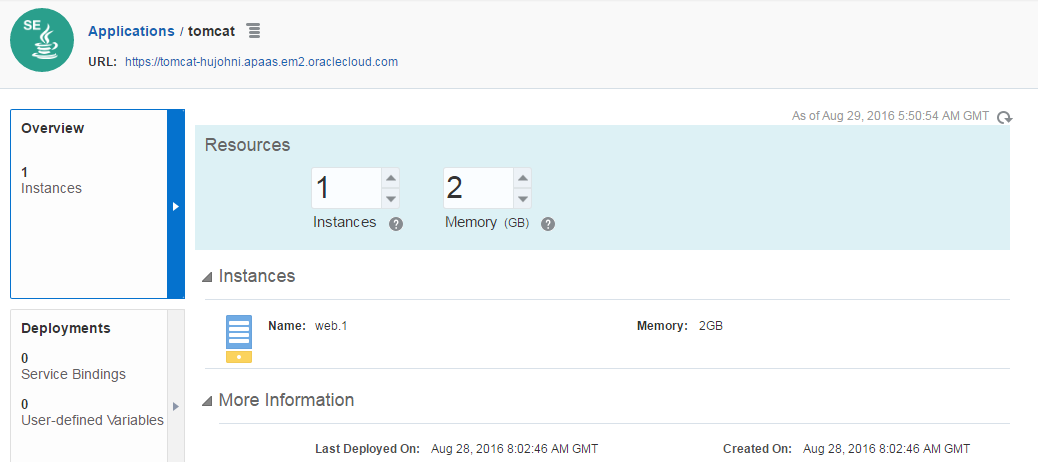 SE
Applications / tomcat
URL: https://tomcat-hujohni.apaas.em2.oraclecloud.com
As of Aug 29, 2016 5:50:54 AM GMT
Overview
1
Instances
Resources
1 2
Instances ? Memory (GB) ?
Instances
Name: web.1 Memory: 2GB
Deployments
0
Service Bindings
0
User-defined Variables
More Information
Last Deployed On: Aug 28, 2016 8:02:46 AM GMT Created On: Aug 28, 2016 8:02:46 AM GMT